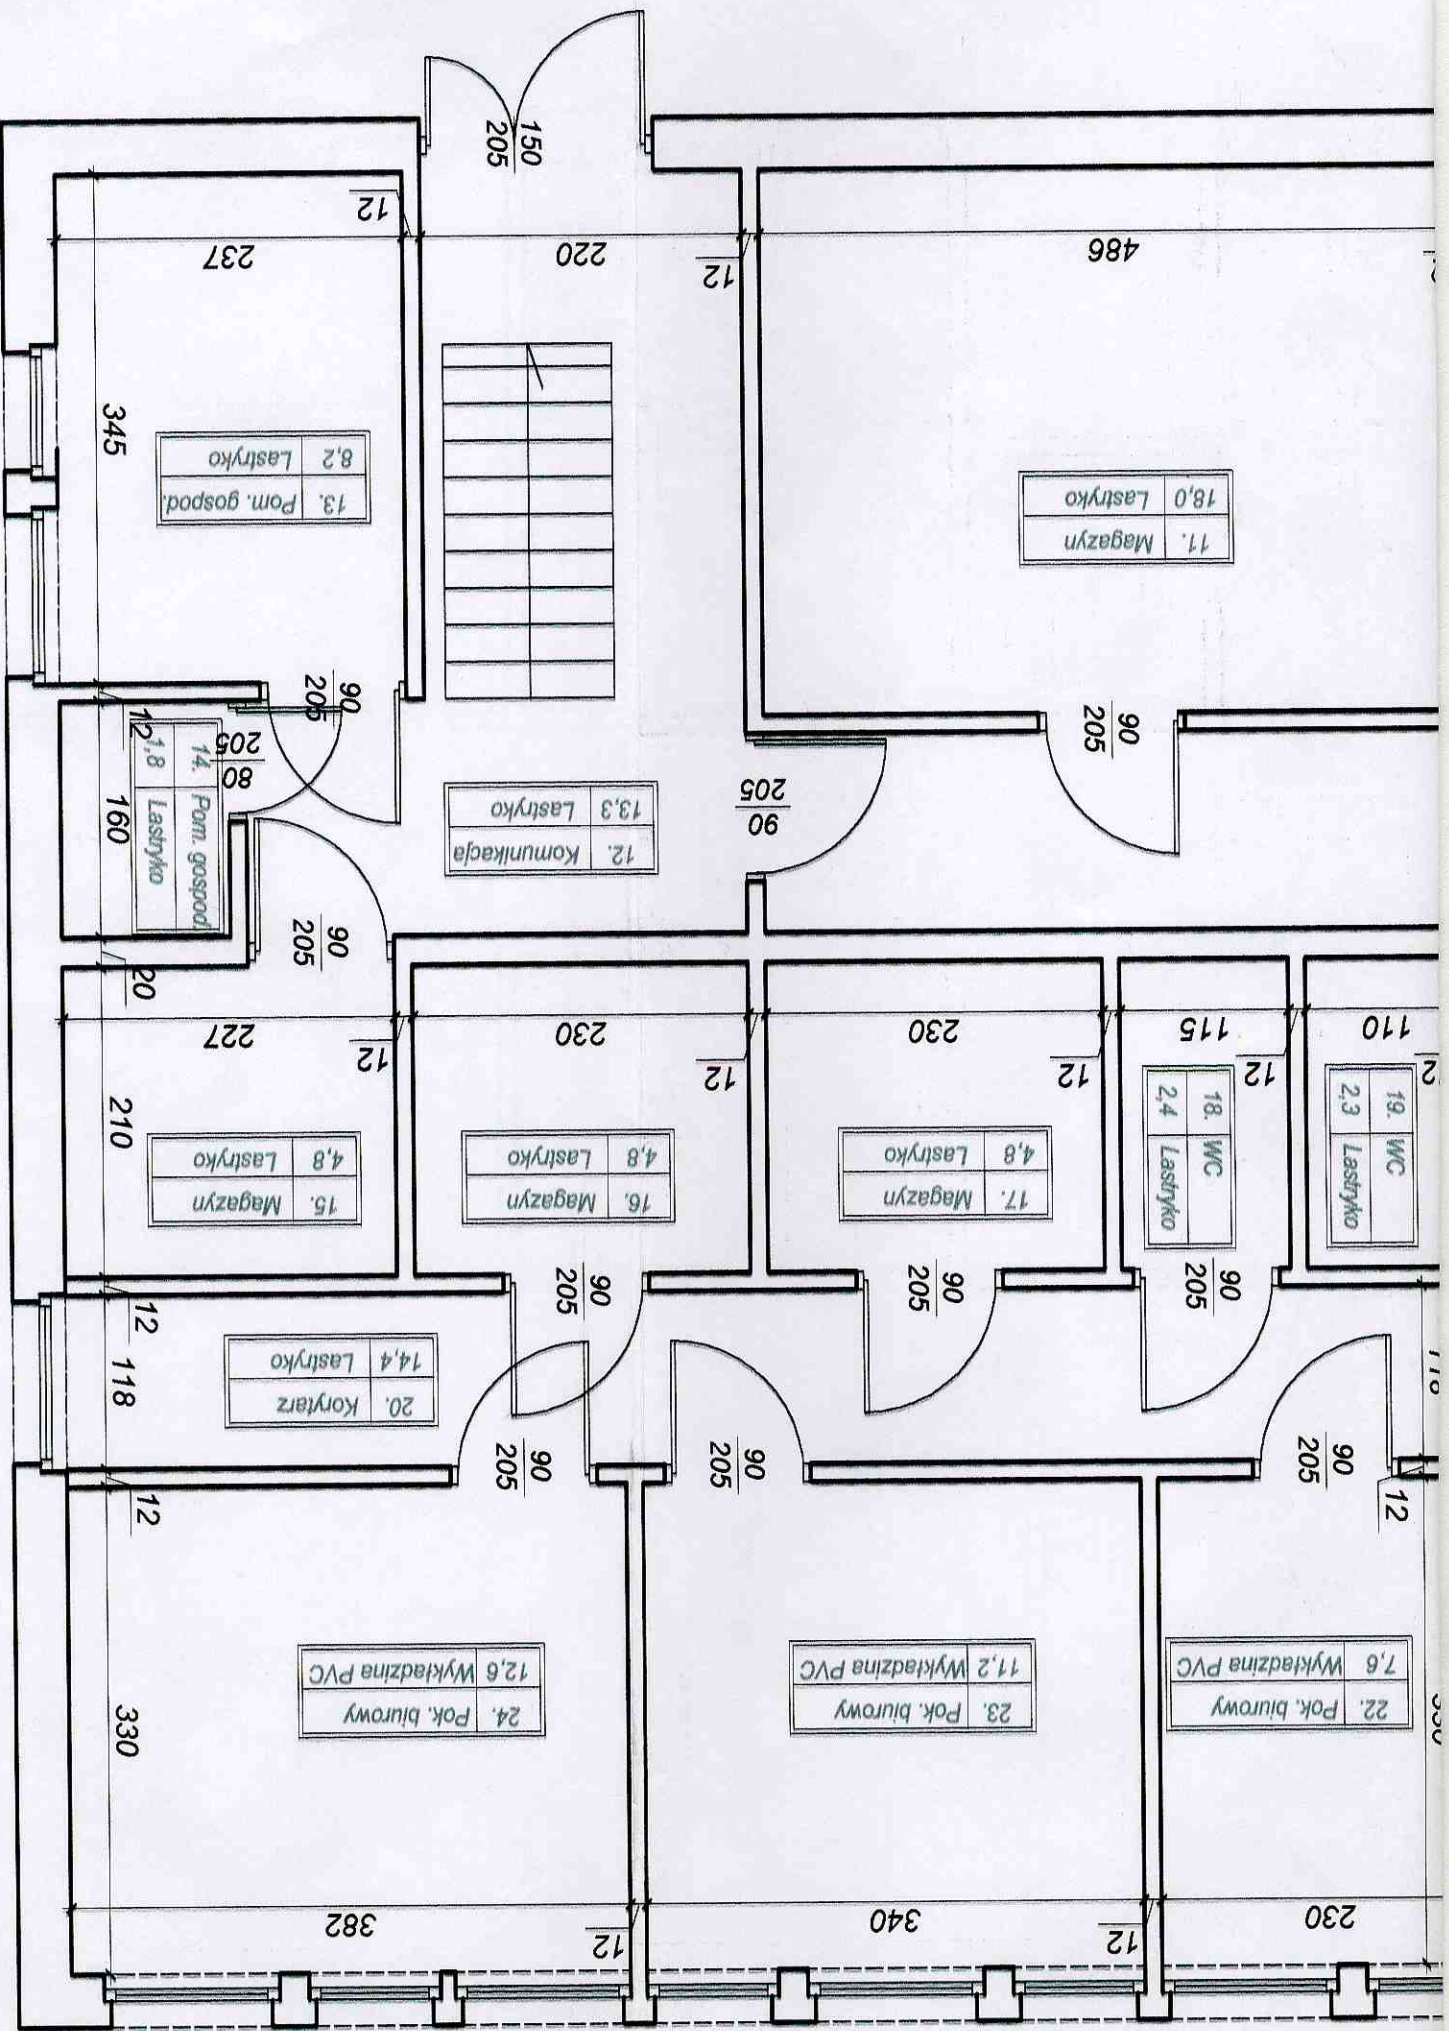 230
12
340
12
382
22. Pok. biurowy
7,6 Wykładzina PVC
23. Pok. biurowy
11,2 Wykładzina PVC
24. Pok. biurowy
12,6 Wykładzina PVC
330
12
90
205
12
90
205
90
205
20. Korytarz
14,4 Lastryko
118
12
90
205
90
205
90
205
19. WC
2,3 Lastryko
18. WC
2,4 Lastryko
17. Magazyn
4,8 Lastryko
16. Magazyn
4,8 Lastryko
15. Magazyn
4,8 Lastryko
210
110
12
115
12
230
12
230
12
227
20
90
205
14. Pom. gospod.
1,8 Lastryko
160
12
80
205
90
205
12. Komunikacja
13,3 Lastryko
90
205
90
205
11. Magazyn
18,0 Lastryko
13. Pom. gospod.
8,2 Lastryko
345
486
12
220
12
237
150
205